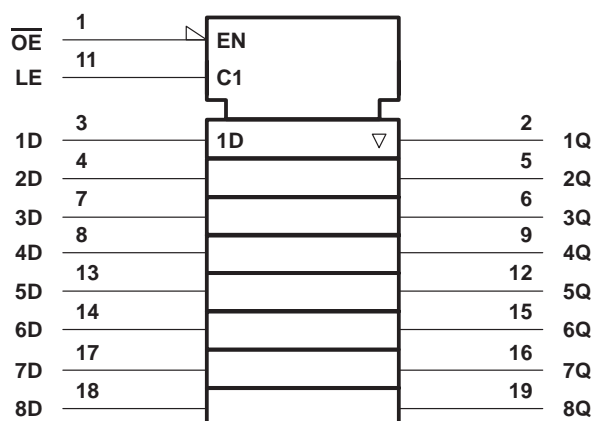 1
OE EN
11
LE C1
3 2
1D 1D 1Q
4 5
2D 2Q
7 6
3D 3Q
8 9
4D 4Q
13 12
5D 5Q
14 15
6D 6Q
17 16
7D 7Q
18 19
8D 8Q